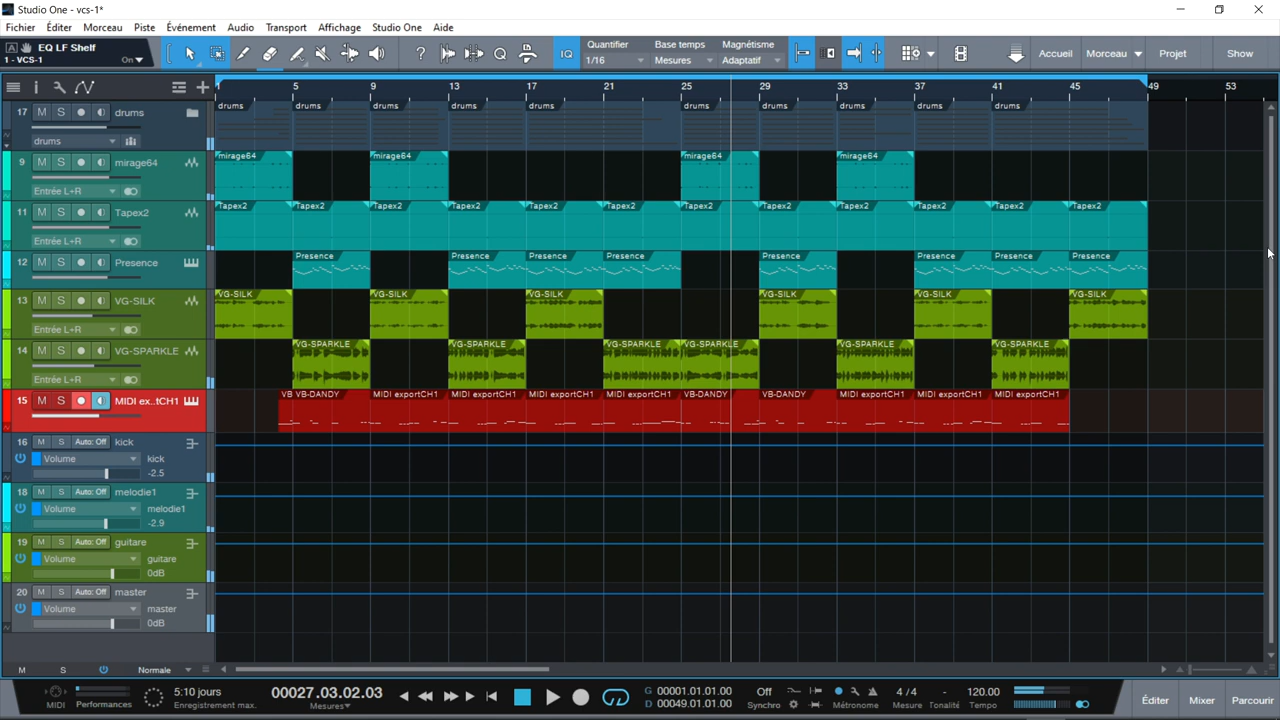 Studio One - vcs-1*
Fichier Éditer Morceau Piste Événement Audio Transport Affichage Studio One Aide
A EQ LF Shelf
1 - VCS-1 On
? IQ
Quantifier Base temps Magnétisme
1/16 Mesures Adaptatif
Accueil Morceau Projet Show
1 5 9 13 17 21 25 29 33 37 41 45 49 53
17 M S drums
drums
drums drums drums drums drums drums drums drums drums drums
9 M S mirage64
Entrée L+R
mirage64 mirage64 mirage64 mirage64
11 M S Tapex2
Entrée L+R
Tapex2 Tapex2 Tapex2 Tapex2 Tapex2 Tapex2 Tapex2 Tapex2 Tapex2 Tapex2 Tapex2 Tapex2
12 M S Presence
Presence Presence Presence Presence Presence Presence Presence Presence
13 M S VG-SILK
Entrée L+R
VG-SILK VG-SILK VG-SILK VG-SILK VG-SILK VG-SILK
14 M S VG-SPARKLE
Entrée L+R
VG-SPARKLE VG-SPARKLE VG-SPARKLE VG-SPARKLE VG-SPARKLE VG-SPARKLE
15 M S MIDI ex..tCH1
VB VB-DANDY MIDI exportCH1 MIDI exportCH1 MIDI exportCH1 MIDI exportCH1 VB-DANDY VB-DANDY MIDI exportCH1 MIDI exportCH1 MIDI exportCH1
16 M S Auto: Off kick
Volume kick
-2.5
18 M S Auto: Off melodie1
Volume melodie1
-2.9
19 M S Auto: Off guitare
Volume guitare
0dB
20 M S Auto: Off master
Volume master
0dB
M S Normale
MIDI Performances
5:10 jours
Enregistrement max.
00027.03.02.03
Mesures
G 00001.01.01.00
D 00049.01.01.00
Off
Synchro
Métronome
4 / 4
Mesure
-
Tonalité
120.00
Tempo
Éditer Mixer Parcourir